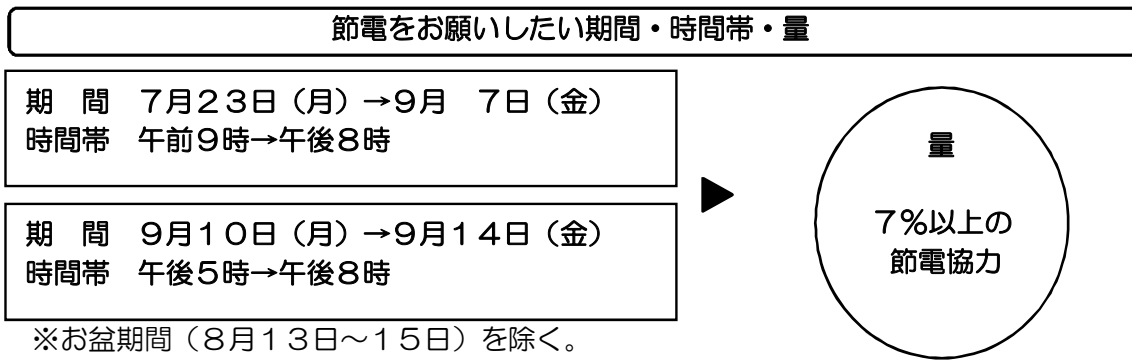 節電をお願いしたい期間・時間帯・量
期　間　７月２３日（月）→９月　７日（金）
時間帯　午前９時→午後８時
期　間　９月１０日（月）→９月１４日（金）
時間帯　午後５時→午後８時
※お盆期間（８月１３日～１５日）を除く。
量
７％以上の
節電協力